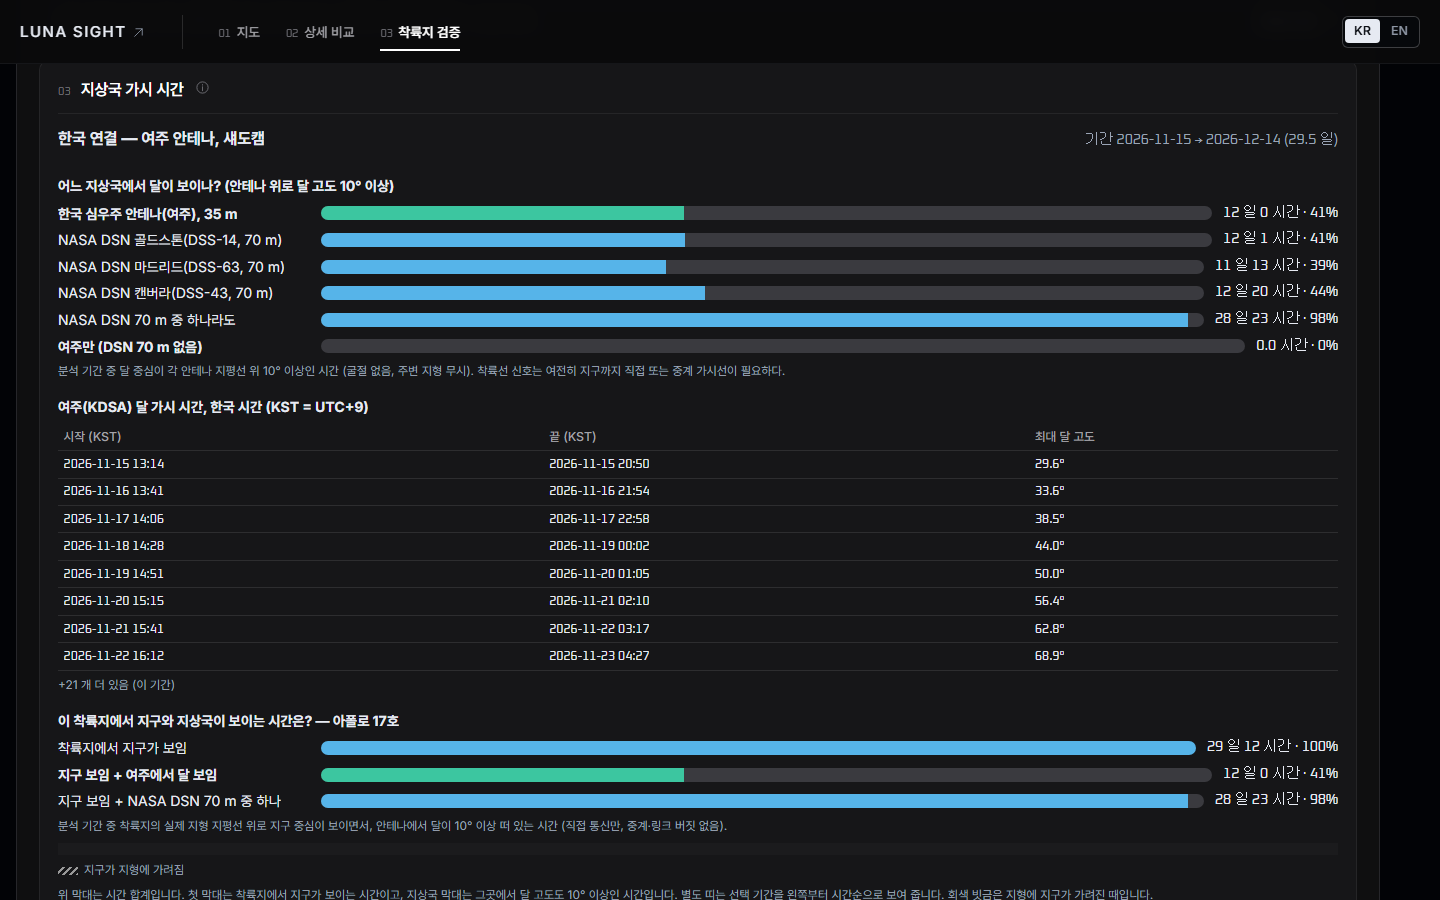 LUNA SIGHT ↗
01 지도 02 상세 비교 03 착륙지 검증
KR EN
03 지상국 가시 시간 ⓘ
한국 연결 — 여주 안테나, 섀도캠
기간 2026-11-15 → 2026-12-14 (29.5 일)
어느 지상국에서 달이 보이나? (안테나 위로 달 고도 10° 이상)
한국 심우주 안테나(여주), 35 m 12 일 0 시간 · 41%
NASA DSN 골드스톤(DSS-14, 70 m) 12 일 1 시간 · 41%
NASA DSN 마드리드(DSS-63, 70 m) 11 일 13 시간 · 39%
NASA DSN 캔버라(DSS-43, 70 m) 12 일 20 시간 · 44%
NASA DSN 70 m 중 하나라도 28 일 23 시간 · 98%
여주만 (DSN 70 m 없음) 0.0 시간 · 0%
분석 기간 중 달 중심이 각 안테나 지평선 위 10° 이상인 시간 (굴절 없음, 주변 지형 무시). 착륙선 신호는 여전히 지구까지 직접 또는 중계 가시선이 필요하다.
여주(KDSA) 달 가시 시간, 한국 시간 (KST = UTC+9)
시작 (KST) 끝 (KST) 최대 달 고도
2026-11-15 13:14 2026-11-15 20:50 29.6°
2026-11-16 13:41 2026-11-16 21:54 33.6°
2026-11-17 14:06 2026-11-17 22:58 38.5°
2026-11-18 14:28 2026-11-19 00:02 44.0°
2026-11-19 14:51 2026-11-20 01:05 50.0°
2026-11-20 15:15 2026-11-21 02:10 56.4°
2026-11-21 15:41 2026-11-22 03:17 62.8°
2026-11-22 16:12 2026-11-23 04:27 68.9°
+21 개 더 있음 (이 기간)
이 착륙지에서 지구와 지상국이 보이는 시간은? — 아폴로 17호
착륙지에서 지구가 보임 29 일 12 시간 · 100%
지구 보임 + 여주에서 달 보임 12 일 0 시간 · 41%
지구 보임 + NASA DSN 70 m 중 하나 28 일 23 시간 · 98%
분석 기간 중 착륙지의 실제 지형 지평선 위로 지구 중심이 보이면서, 안테나에서 달이 10° 이상 떠 있는 시간 (직접 통신만, 중계·링크 버짓 없음).
지구가 지형에 가려짐
위 막대는 시간 합계입니다. 첫 막대는 착륙지에서 지구가 보이는 시간이고, 지상국 막대는 그곳에서 달 고도도 10° 이상인 시간입니다. 별도 띠는 선택 기간을 왼쪽부터 시간순으로 보여 줍니다. 회색 빗금은 지형에 지구가 가려진 때입니다.